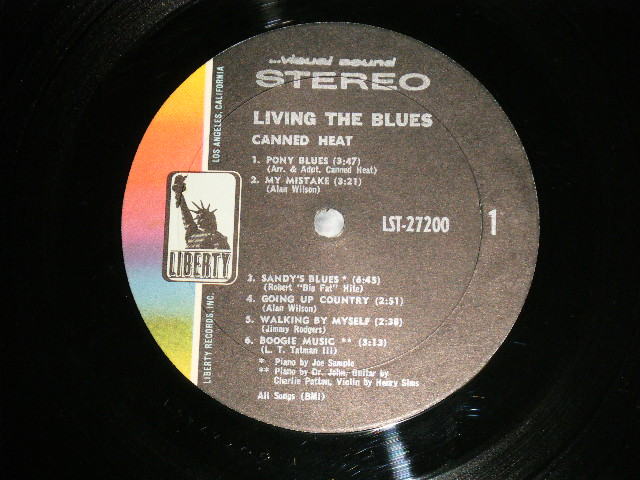 ...visual sound
STEREO
LIVING THE BLUES
CANNED HEAT
1. PONY BLUES (3:47)
(Arr. & Adpt. Canned Heat)
2. MY MISTAKE (3:21)
(Alan Wilson)
LST-27200
1
LIBERTY
3. SANDY'S BLUES * (6:45)
(Robert "Big Fat" Hite)
4. GOING UP COUNTRY (2:51)
(Alan Wilson)
5. WALKING BY MYSELF (2:38)
(Jimmy Rodgers)
6. BOOGIE MUSIC ** (3:13)
(L. T. Tatman III)
* Piano by Joe Sample
** Piano by Dr. John, Guitar by
Charlie Patton, Violin by Henry Sims
All Songs (BMI)
LIBERTY RECORDS, INC.
LOS ANGELES, CALIFORNIA